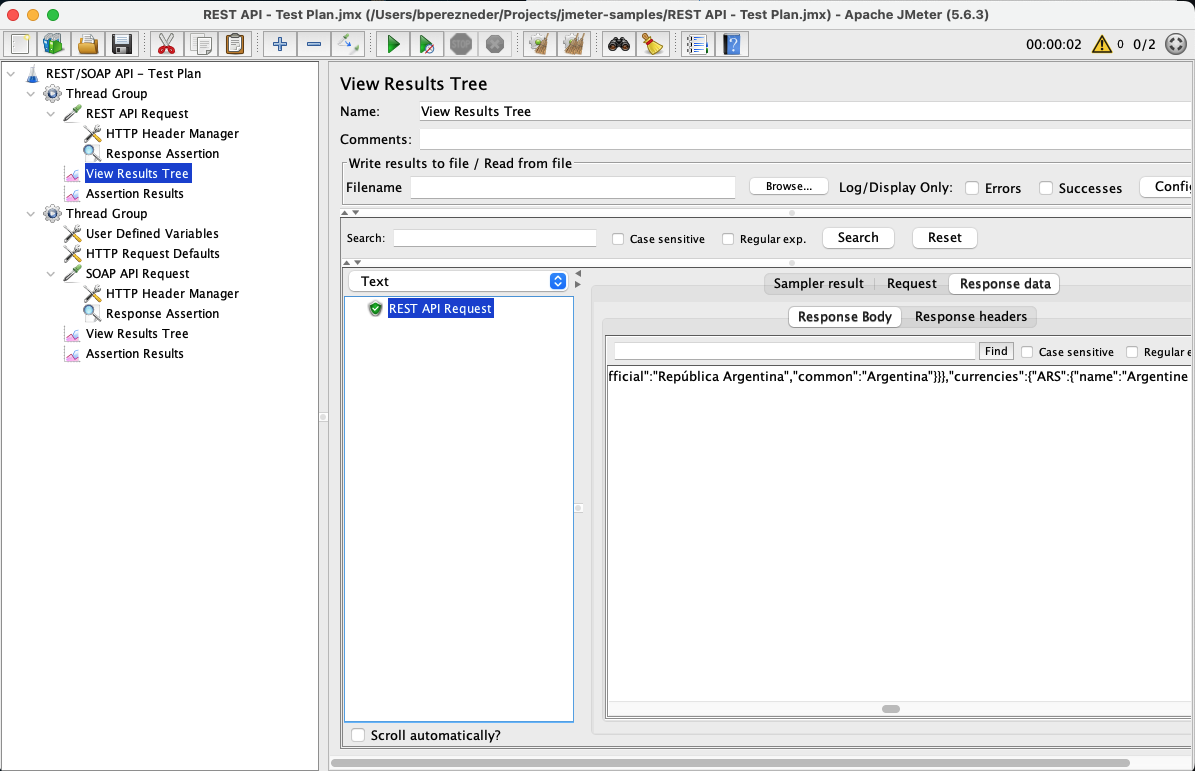 REST API - Test Plan.jmx (/Users/bperezneder/Projects/jmeter-samples/REST API - Test Plan.jmx) - Apache JMeter (5.6.3)
STOP
00:00:02 0 0/2
REST/SOAP API - Test Plan
Thread Group
REST API Request
HTTP Header Manager
Response Assertion
View Results Tree
Assertion Results
Thread Group
User Defined Variables
HTTP Request Defaults
SOAP API Request
HTTP Header Manager
Response Assertion
View Results Tree
Assertion Results
View Results Tree
Name: View Results Tree
Comments:
Write results to file / Read from file
Filename Browse... Log/Display Only: Errors Successes Config
Search: Case sensitive Regular exp. Search Reset
Text
REST API Request
Scroll automatically?
Sampler result Request Response data
Response Body Response headers
Find Case sensitive Regular e
fficial":"República Argentina","common":"Argentina"}}},"currencies":{"ARS":{"name":"Argentine